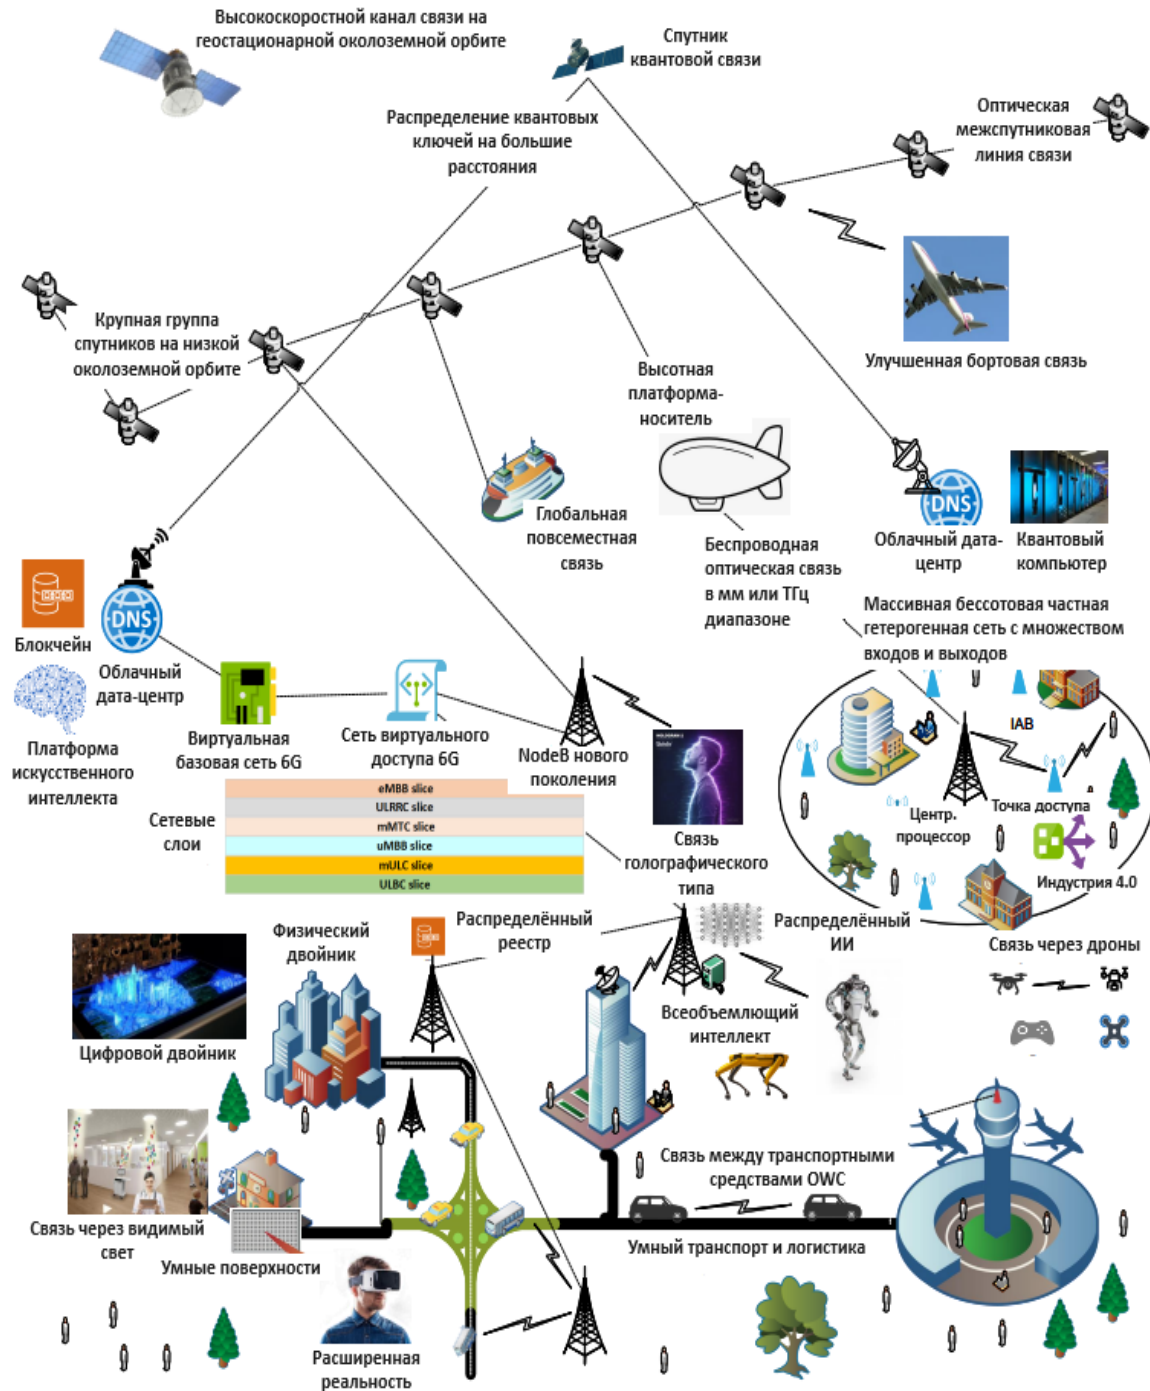 Высокоскоростной канал связи на
геостационарной околоземной орбите
Спутник
квантовой связи
Распределение квантовых
ключей на большие
расстояния
Оптическая
межспутниковая
линия связи
Улучшенная бортовая связь
Крупная группа
спутников на низкой
околоземной орбите
Высотная
платформа-
носитель
Глобальная
повсеместная
связь
Беспроводная
оптическая связь
в мм или ТГц
диапазоне
DNS
Облачный дата-
центр
Квантовый
компьютер
Блокчейн
DNS
Облачный
дата-центр
Платформа
искусственного
интеллекта
Виртуальная
базовая сеть 6G
Сеть виртуального
доступа 6G
NodeB нового
поколения
Массивная бессотовая частная
гетерогенная сеть с множеством
входов и выходов
IAB
Центр.
процессор
Точка доступа
Индустрия 4.0
Сетевые
слои
eMBB slice
ULRRC slice
mMTC slice
uMBB slice
mULC slice
ULBC slice
Связь
голографического
типа
Распределённый
реестр
Распределённый
ИИ
Связь через дроны
Физический
двойник
Цифровой двойник
Всеобъемлющий
интеллект
Связь через видимый
свет
Умные поверхности
Связь между транспортными
средствами OWC
Умный транспорт и логистика
Расширенная
реальность